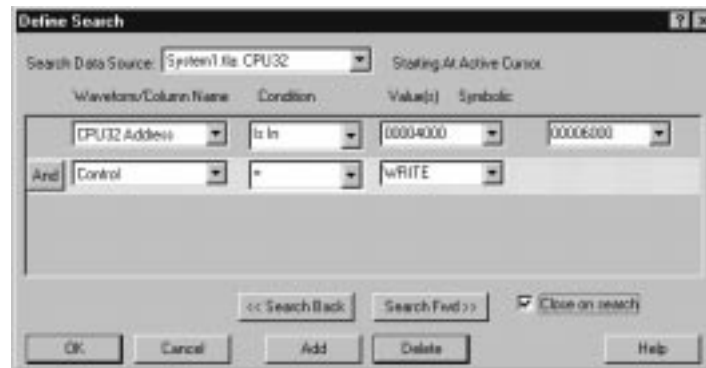 Define Search
Search Data Source: System1.tla: CPU32 Starting At Active Cursor.
Waveform/Column Name Condition Value(s) Symbolic
CPU32 Address Is In 00004000 00006000
And Control = WRITE
<< Search Back Search Fwd >> Close on search
OK Cancel Add Delete Help